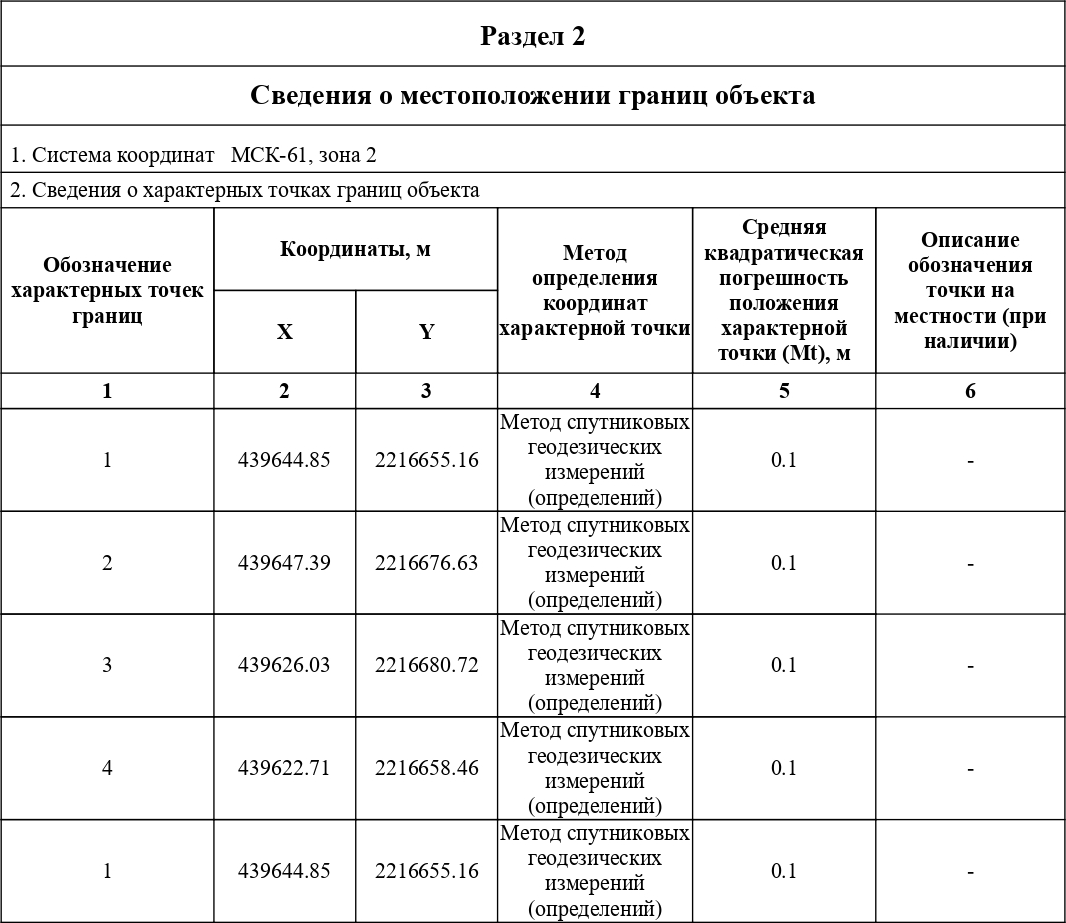 Раздел 2
Сведения о местоположении границ объекта
1. Система координат МСК-61, зона 2
2. Сведения о характерных точках границ объекта
Обозначение
характерных точек
границ
Координаты, м
X
Y
Метод
определения
координат
характерной точки
Средняя
квадратическая
погрешность
положения
характерной
точки (Mt), м
Описание
обозначения
точки на
местности (при
наличии)
1
2
3
4
5
6
1
439644.85
2216655.16
Метод спутниковых
геодезических
измерений
(определений)
0.1
-
2
439647.39
2216676.63
Метод спутниковых
геодезических
измерений
(определений)
0.1
-
3
439626.03
2216680.72
Метод спутниковых
геодезических
измерений
(определений)
0.1
-
4
439622.71
2216658.46
Метод спутниковых
геодезических
измерений
(определений)
0.1
-
1
439644.85
2216655.16
Метод спутниковых
геодезических
измерений
(определений)
0.1
-